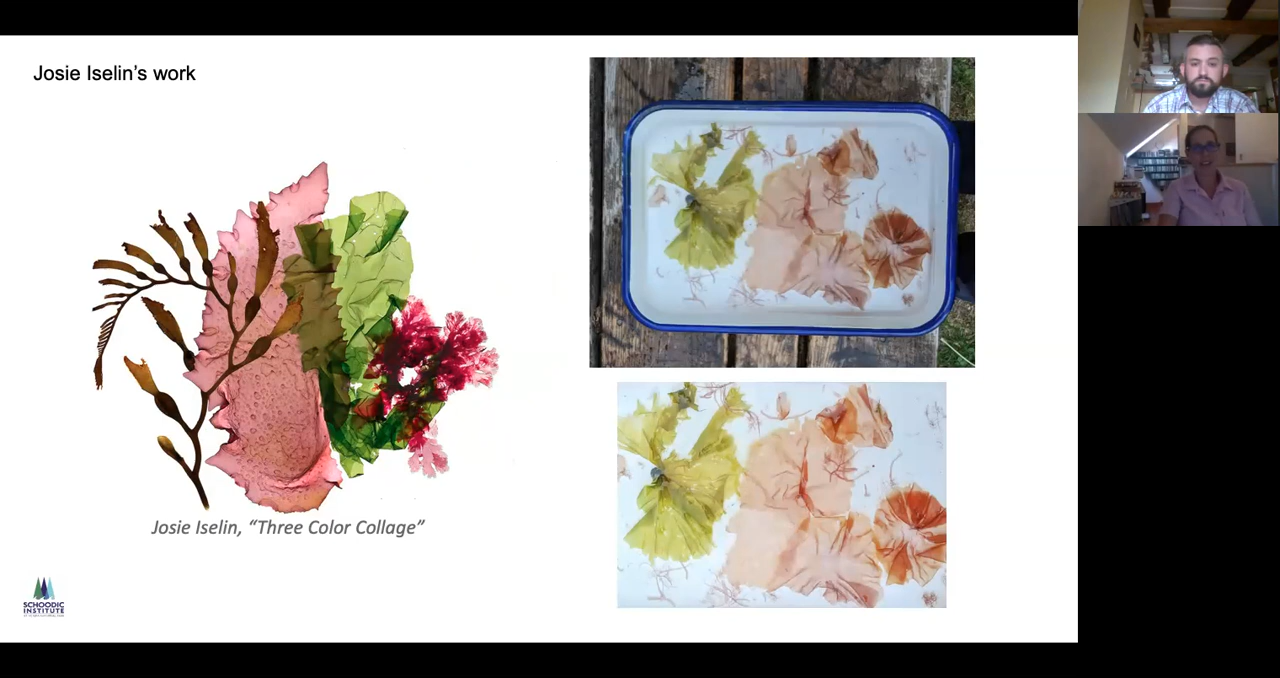 Josie Iselin's work
Josie Iselin, “Three Color Collage”
SCHOODIC
INSTITUTE